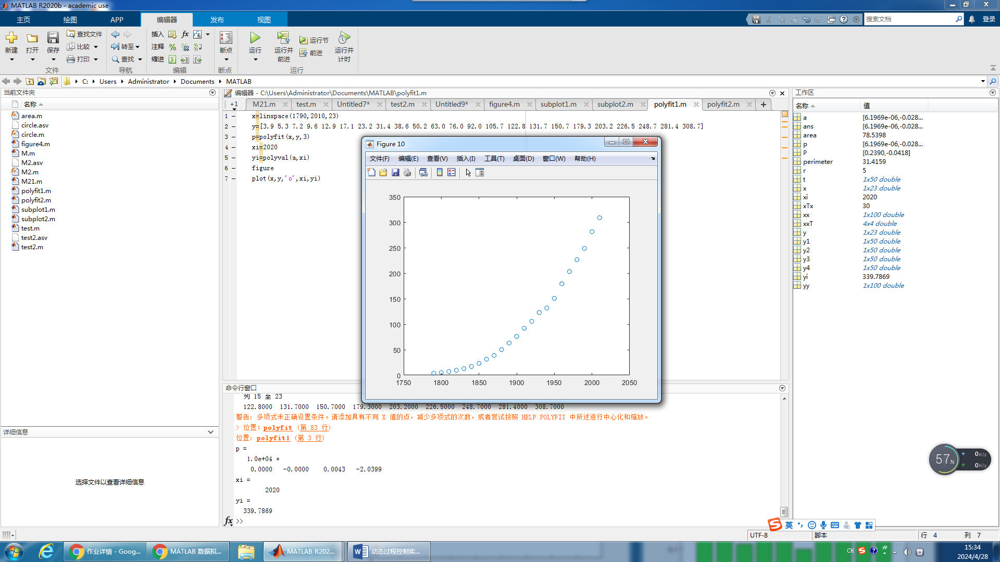 MATLAB R2020b - academic use
主页 绘图 APP 编辑器 发布 视图
搜索文档 登录
新建 打开 保存 查找文件 比较 打印 转至 查找 插入 注释 缩进 断点 运行 运行并前进 运行节 前进 运行并计时
文件 导航 编辑 断点 运行
C: Users Administrator Documents MATLAB
当前文件夹
名称
area.m
circle.asv
circle.m
figure4.m
M.m
M2.asv
M2.m
M21.m
polyfit1.m
polyfit2.m
subplot1.m
subplot2.m
test.m
test2.asv
test2.m
详细信息
选择文件以查看详细信息
编辑器 - C:\Users\Administrator\Documents\MATLAB\polyfit1.m
+1 M21.m test.m Untitled7* test2.m Untitled9* figure4.m subplot1.m subplot2.m polyfit1.m polyfit2.m
1 x=linspace(1790,2010,23)
2 y=[3.9 5.3 7.2 9.6 12.9 17.1 23.2 31.4 38.6 50.2 63.0 76.0 92.0 105.7 122.8 131.7 150.7 179.3 203.2 226.5 248.7 281.4 308.7]
3 p=polyfit(x,y,3)
4 xi=2020
5 yi=polyval(a,xi)
6 figure
7 plot(x,y,'o',xi,yi)
Figure 10
文件(F) 编辑(E) 查看(V) 插入(I) 工具(T) 桌面(D) 窗口(W) 帮助(H)
350
300
250
200
150
100
50
0
1750 1800 1850 1900 1950 2000 2050
命令行窗口
列 15 至 23
122.8000 131.7000 150.7000 179.3000 203.2000 226.5000 248.7000 281.4000 308.7000
警告: 多项式未正确设置条件。请添加具有不同 X 值的点，减少多项式的次数，或者尝试按照 HELP POLYFIT 中所述进行中心化和缩放。
> 位置: polyfit (第 83 行)
位置: polyfit1 (第 3 行)
p =
1.0e+04 *
0.0000 -0.0000 0.0043 -2.0399
xi =
2020
yi =
339.7869
fx >>
工作区
名称 值
a [6.1969e-06,-0.028...
ans [6.1969e-06,-0.028...
area 78.5398
p [6.1969e-06,-0.028...
P [0.2390,-0.0418]
perimeter 31.4159
r 5
t 1x50 double
x 1x23 double
xi 2020
xTx 30
xx 1x100 double
xxT 4x4 double
y 1x23 double
y1 1x50 double
y2 1x50 double
y3 1x50 double
y4 1x50 double
yi 339.7869
yy 1x100 double
57% 0K/s
0K/s
英
UTF-8 脚本 行 4 列 7
作业详情 - Goog... MATLAB 数据拟... MATLAB R202... 动态过程控制实...
CH
15:34
2024/4/28